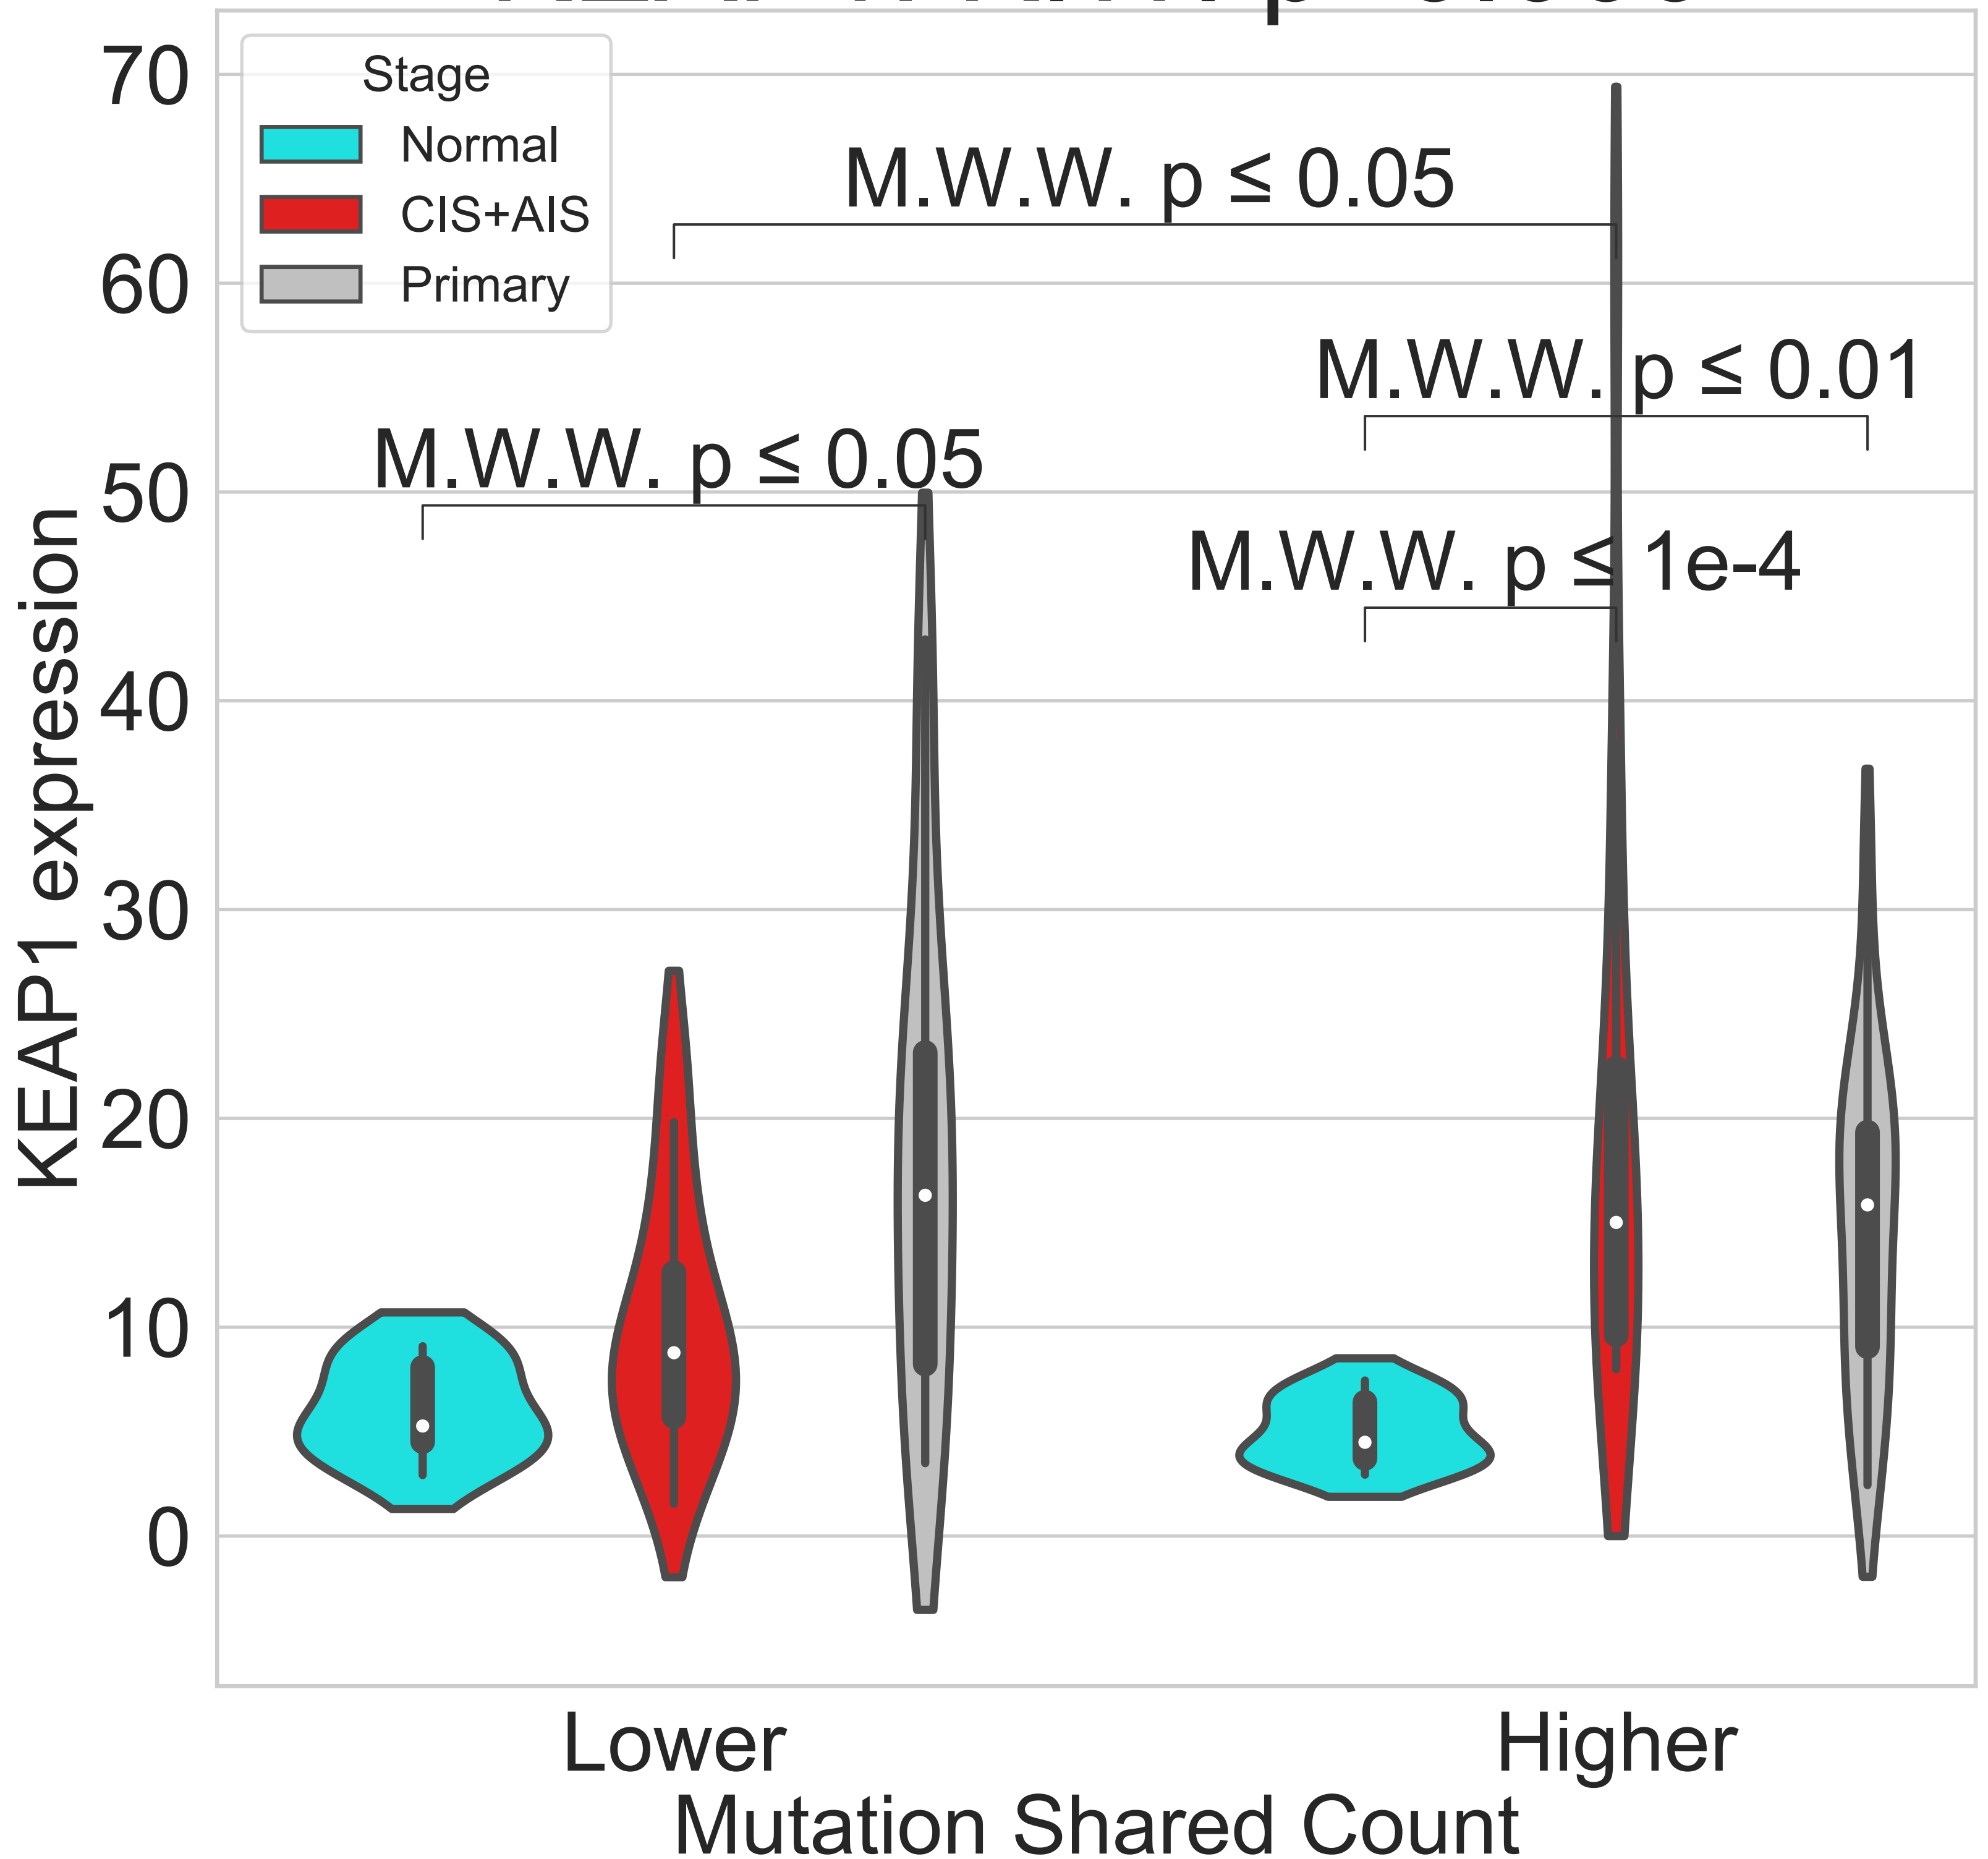 70
60
50
40
30
20
10
0
KEAP1 expression
Stage
Normal
CIS+AIS
Primary
M.W.W. p ≤ 0.05
M.W.W. p ≤ 0.01
M.W.W. p ≤ 0.05
M.W.W. p ≤ 1e-4
Lower
Higher
Mutation Shared Count